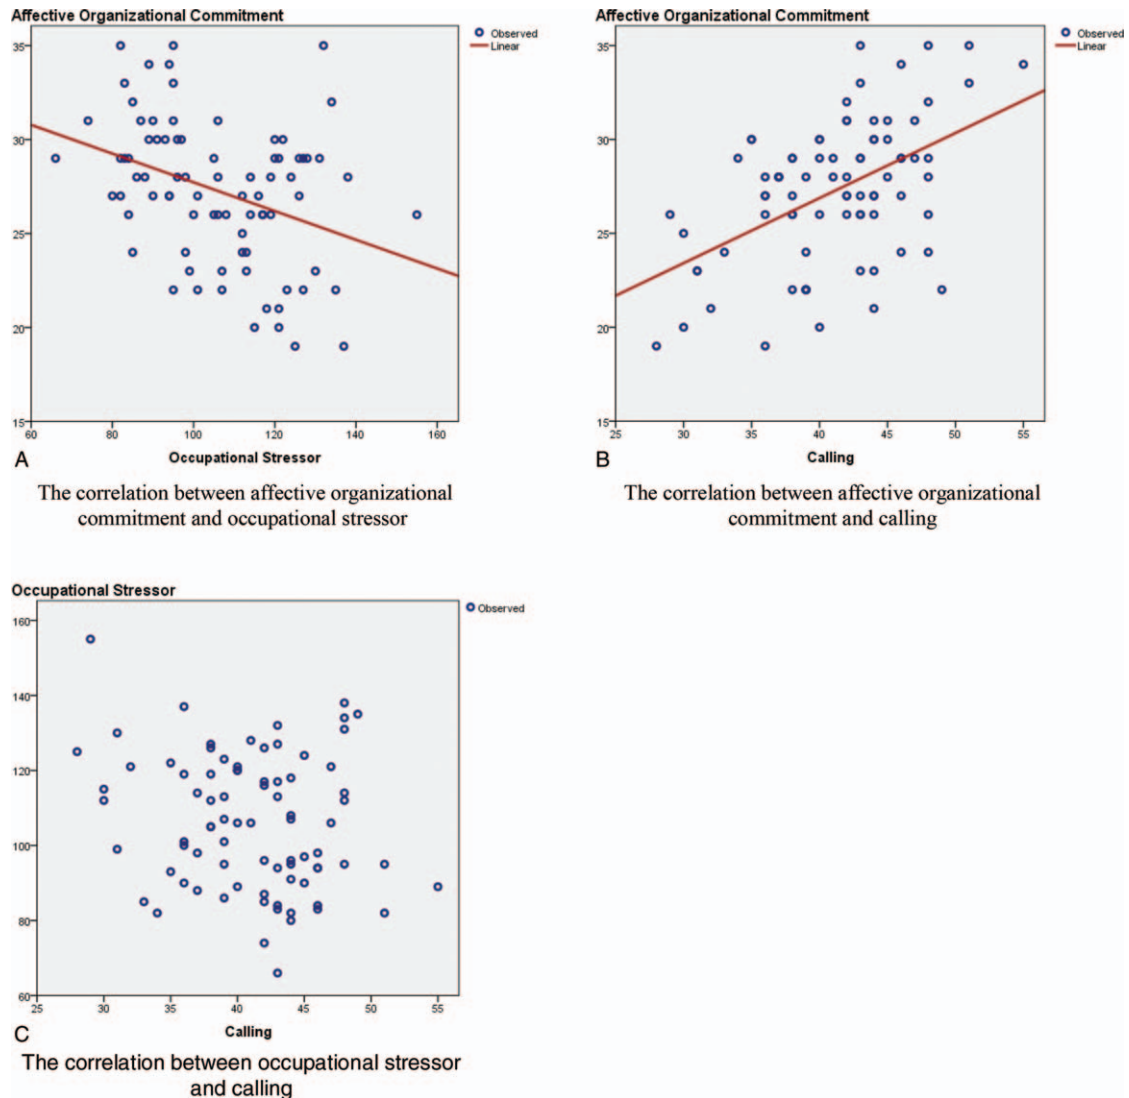 Affective Organizational Commitment
Observed
Linear
35
30
25
20
15
60 80 100 120 140 160
Occupational Stressor
A
The correlation between affective organizational
commitment and occupational stressor
Affective Organizational Commitment
Observed
Linear
35
30
25
20
15
25 30 35 40 45 50 55
Calling
B
The correlation between affective organizational
commitment and calling
Occupational Stressor
Observed
160
140
120
100
80
60
25 30 35 40 45 50 55
Calling
C
The correlation between occupational stressor
and calling